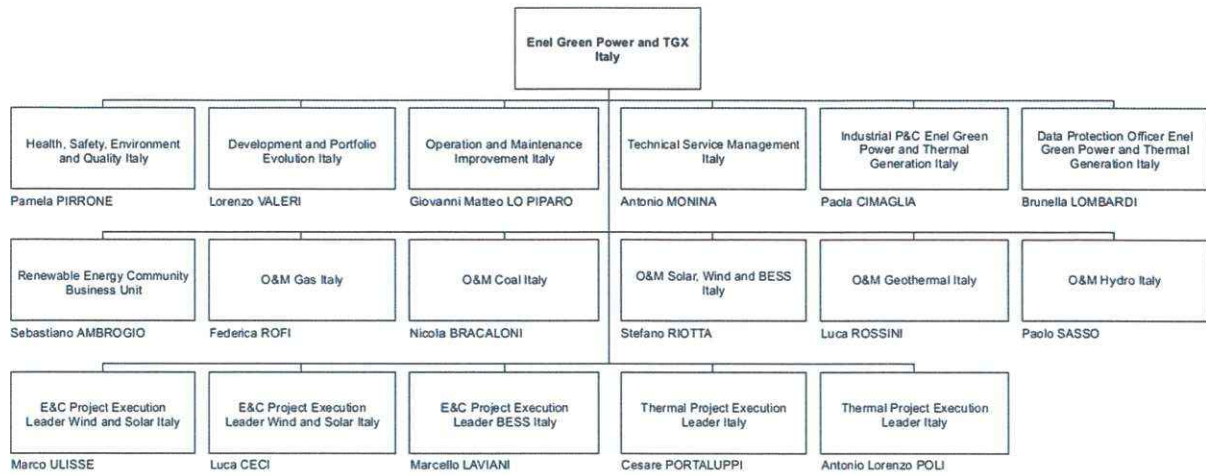 Enel Green Power and TGX
Italy
Health, Safety, Environment
and Quality Italy
Pamela PIRRONE
Development and Portfolio
Evolution Italy
Lorenzo VALERI
Operation and Maintenance
Improvement Italy
Giovanni Matteo LO PIPARO
Technical Service Management
Italy
Antonio MONINA
Industrial P&C Enel Green
Power and Thermal
Generation Italy
Paola CIMAGLIA
Data Protection Officer Enel
Green Power and Thermal
Generation Italy
Brunella LOMBARDI
Renewable Energy Community
Business Unit
Sebastiano AMBROGIO
O&M Gas Italy
Federica ROFI
O&M Coal Italy
Nicola BRACALONI
O&M Solar, Wind and BESS
Italy
Stefano RIOTTA
O&M Geothermal Italy
Luca ROSSINI
O&M Hydro Italy
Paolo SASSO
E&C Project Execution
Leader Wind and Solar Italy
Marco ULISSE
E&C Project Execution
Leader Wind and Solar Italy
Luca CECI
E&C Project Execution
Leader BESS Italy
Marcello LAVIANI
Thermal Project Execution
Leader Italy
Cesare PORTALUPPI
Thermal Project Execution
Leader Italy
Antonio Lorenzo POLI